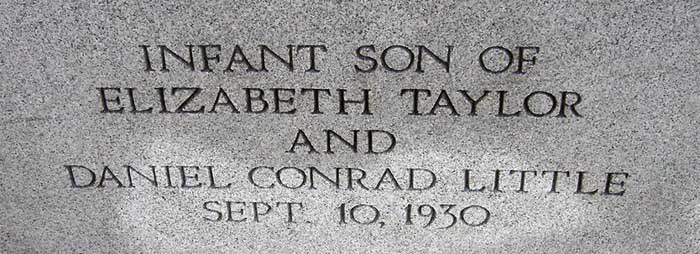 INFANT SON OF
ELIZABETH TAYLOR
AND
DANIEL CONRAD LITTLE
SEPT. 10, 1930